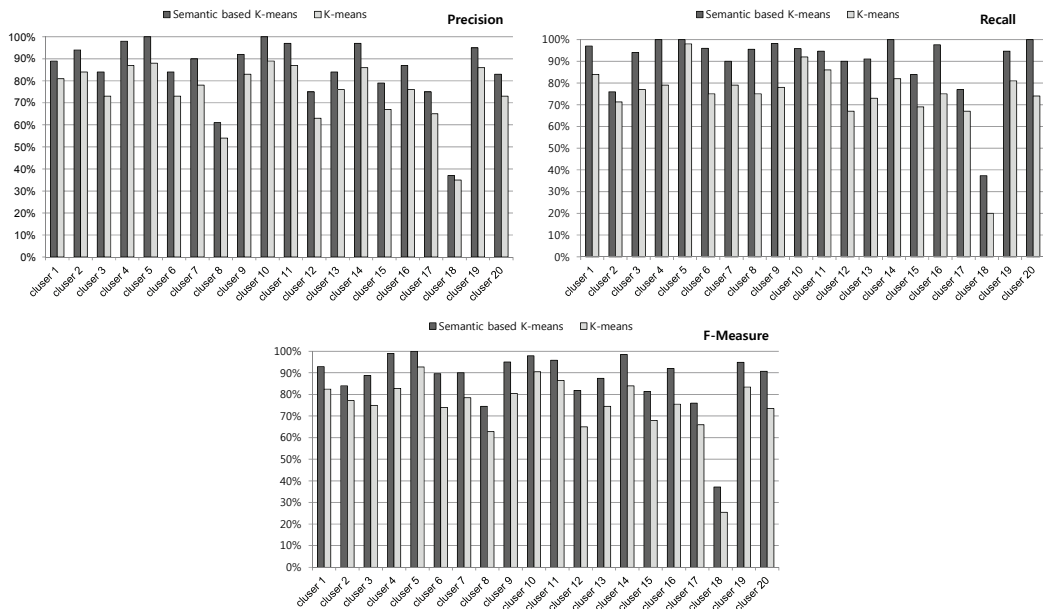 Semantic based K-means K-means
Precision
100%
90%
80%
70%
60%
50%
40%
30%
20%
10%
0%
cluser 1
cluser 2
cluser 3
cluser 4
cluser 5
cluser 6
cluser 7
cluser 8
cluser 9
cluser 10
cluser 11
cluser 12
cluser 13
cluser 14
cluser 15
cluser 16
cluser 17
cluser 18
cluser 19
cluser 20
Semantic based K-means K-means
Recall
100%
90%
80%
70%
60%
50%
40%
30%
20%
10%
0%
cluser 1
cluser 2
cluser 3
cluser 4
cluser 5
cluser 6
cluser 7
cluser 8
cluser 9
cluser 10
cluser 11
cluser 12
cluser 13
cluser 14
cluser 15
cluser 16
cluser 17
cluser 18
cluser 19
cluser 20
Semantic based K-means K-means
F-Measure
100%
90%
80%
70%
60%
50%
40%
30%
20%
10%
0%
cluser 1
cluser 2
cluser 3
cluser 4
cluser 5
cluser 6
cluser 7
cluser 8
cluser 9
cluser 10
cluser 11
cluser 12
cluser 13
cluser 14
cluser 15
cluser 16
cluser 17
cluser 18
cluser 19
cluser 20